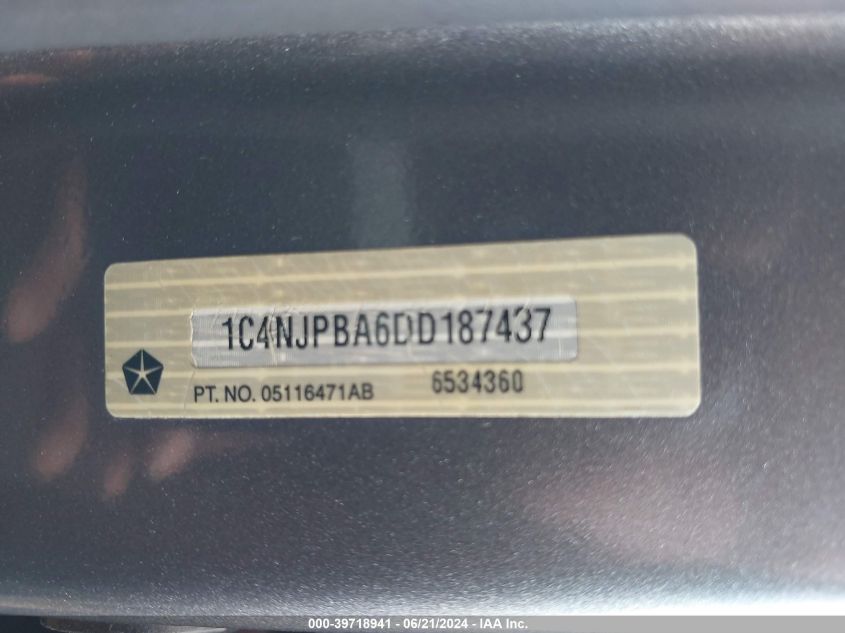 1C4NJPBA6DD187437
PT. NO. 05116471AB 6534360
000-39718941 - 06/21/2024 - IAA Inc.